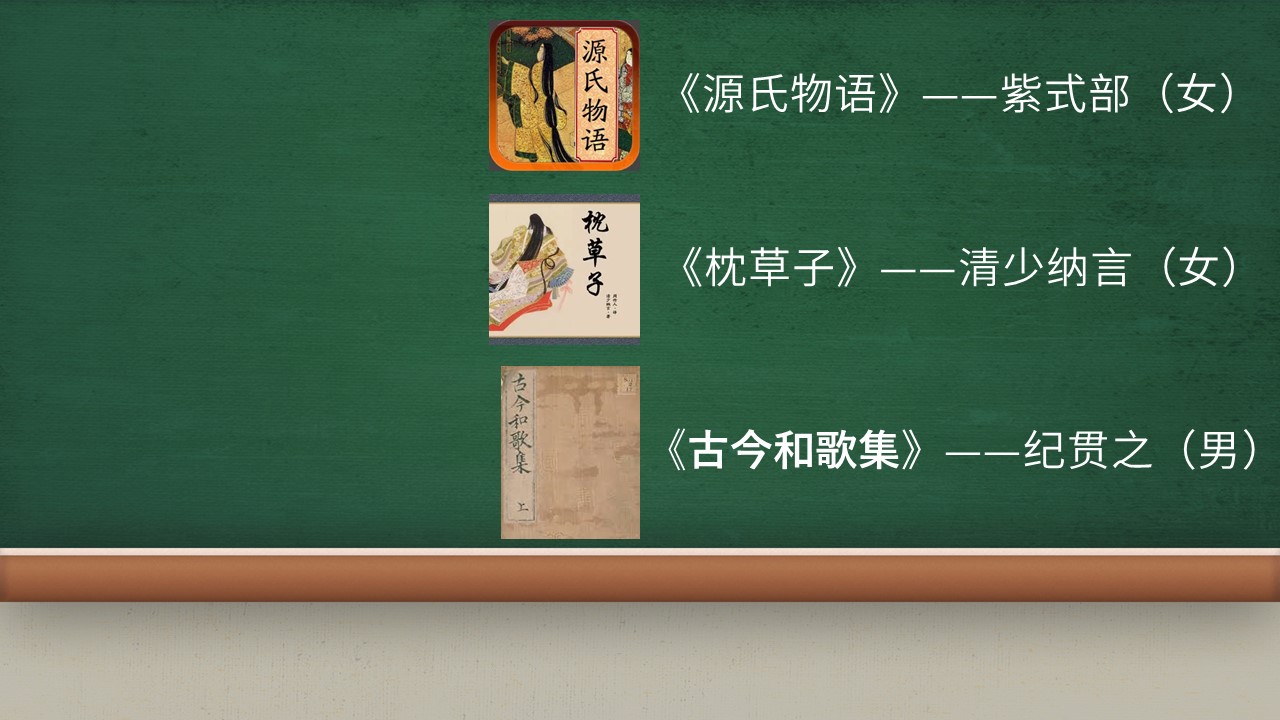 源氏物语
《源氏物语》——紫式部（女）
枕草子
《枕草子》——清少纳言（女）
古今和歌集 上
《古今和歌集》——纪贯之（男）